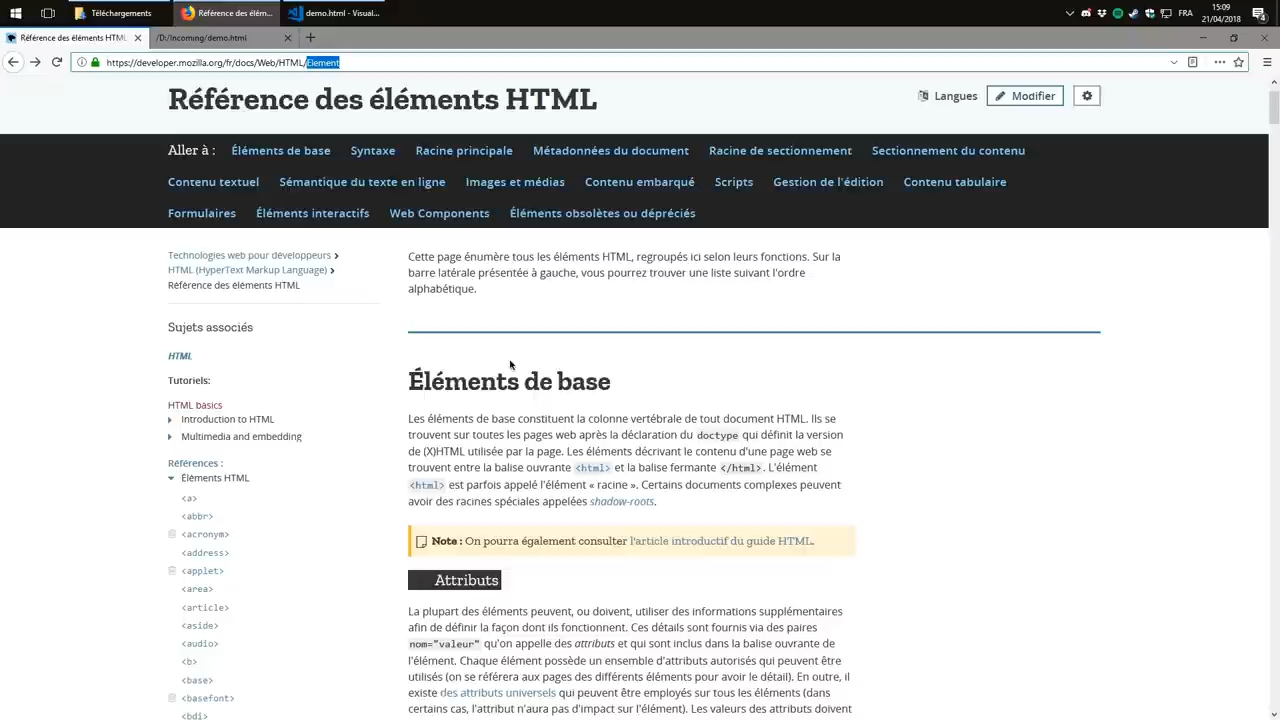 Téléchargements
Référence des élém...
demo.html - Visual...
FRA
15:09
21/04/2018
4
Référence des éléments HTML
/D:/Incoming/demo.html
https://developer.mozilla.org/fr/docs/Web/HTML/Element
Référence des éléments HTML
Langues
Modifier
Aller à : Éléments de base Syntaxe Racine principale Métadonnées du document Racine de sectionnement Sectionnement du contenu
Contenu textuel Sémantique du texte en ligne Images et médias Contenu embarqué Scripts Gestion de l'édition Contenu tabulaire
Formulaires Éléments interactifs Web Components Éléments obsolètes ou dépréciés
Technologies web pour développeurs
HTML (HyperText Markup Language)
Référence des éléments HTML
Sujets associés
HTML
Tutoriels:
HTML basics
Introduction to HTML
Multimedia and embedding
Références :
Éléments HTML
<a>
<abbr>
<acronym>
<address>
<applet>
<area>
<article>
<aside>
<audio>
<b>
<base>
<basefont>
<bdi>
Cette page énumère tous les éléments HTML, regroupés ici selon leurs fonctions. Sur la
barre latérale présentée à gauche, vous pourrez trouver une liste suivant l'ordre
alphabétique.
Éléments de base
Les éléments de base constituent la colonne vertébrale de tout document HTML. Ils se
trouvent sur toutes les pages web après la déclaration du doctype qui définit la version
de (X)HTML utilisée par la page. Les éléments décrivant le contenu d'une page web se
trouvent entre la balise ouvrante <html> et la balise fermante </html>. L'élément
<html> est parfois appelé l'élément « racine ». Certains documents complexes peuvent
avoir des racines spéciales appelées shadow-roots.
Note : On pourra également consulter l'article introductif du guide HTML.
Attributs
La plupart des éléments peuvent, ou doivent, utiliser des informations supplémentaires
afin de définir la façon dont ils fonctionnent. Ces détails sont fournis via des paires
nom="valeur" qu'on appelle des attributs et qui sont inclus dans la balise ouvrante de
l'élément. Chaque élément possède un ensemble d'attributs autorisés qui peuvent être
utilisés (on se référera aux pages des différents éléments pour avoir le détail). En outre, il
existe des attributs universels qui peuvent être employés sur tous les éléments (dans
certains cas, l'attribut n'aura pas d'impact sur l'élément). Les valeurs des attributs doivent